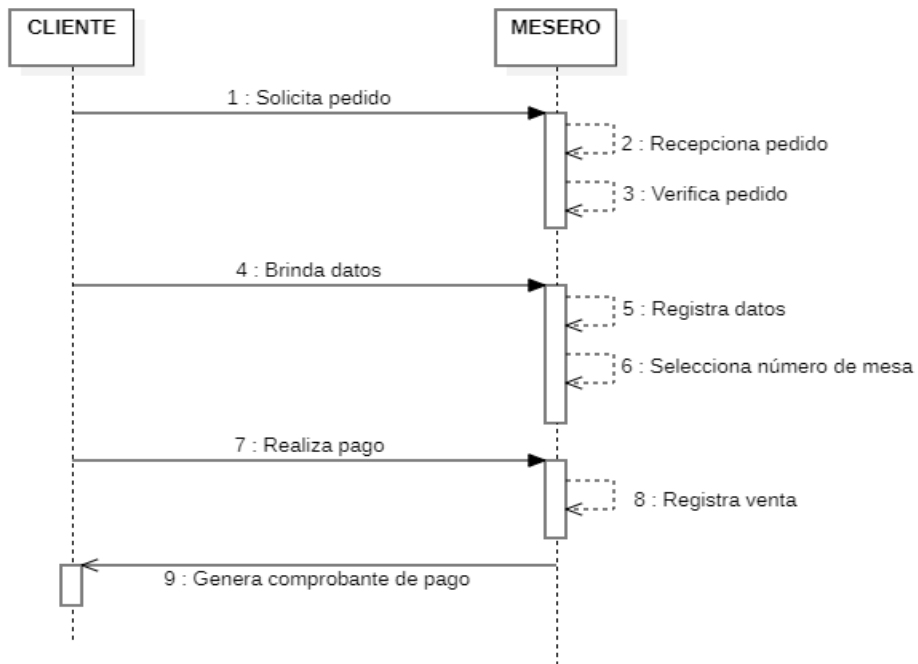 CLIENTE
MESERO
1 : Solicita pedido
2 : Recepciona pedido
3 : Verifica pedido
4 : Brinda datos
5 : Registra datos
6 : Selecciona número de mesa
7 : Realiza pago
8 : Registra venta
9 : Genera comprobante de pago